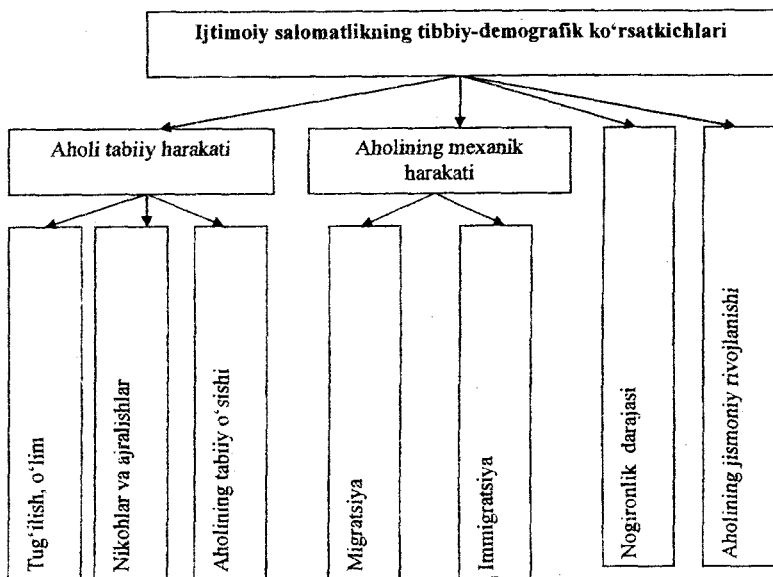 Ijtimoiy salomatlikning tibbiy-demografik ko‘rsatkichlari
Aholi tabiiy harakati
Aholining mexanik
harakati
Tug‘ilish, o‘lim
Nikohlar va ajralishlar
Aholining tabiiy o‘sishi
Migratsiya
Immigratsiya
Nogironlik darajasi
Aholining jismoniy rivojlanishi